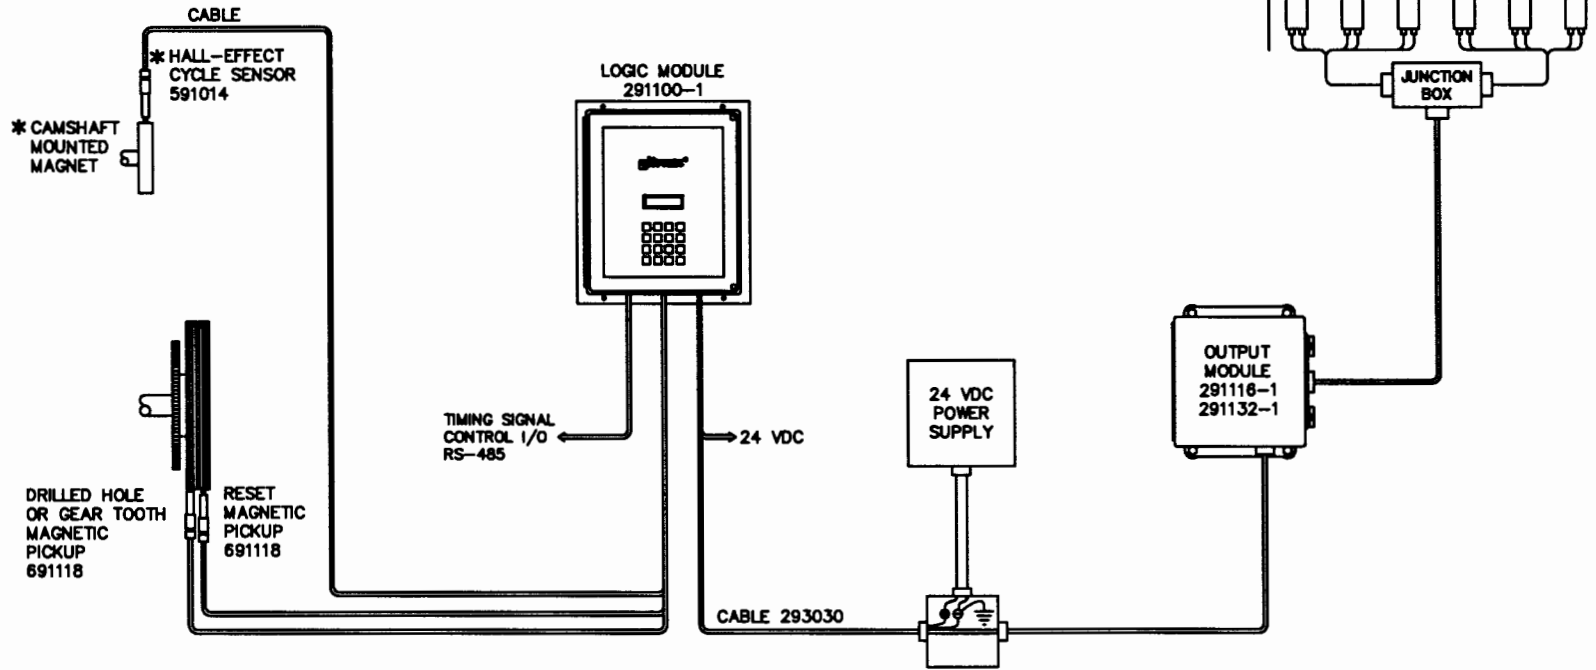 CABLE
* HALL-EFFECT
CYCLE SENSOR
591014
* CAMSHAFT
MOUNTED
MAGNET
LOGIC MODULE
291100-1
JUNCTION
BOX
OUTPUT
MODULE
291116-1
291132-1
24 VDC
POWER
SUPPLY
TIMING SIGNAL
CONTROL I/O
RS-485
24 VDC
DRILLED HOLE
OR GEAR TOOTH
MAGNETIC
PICKUP
691118
RESET
MAGNETIC
PICKUP
691118
CABLE 293030